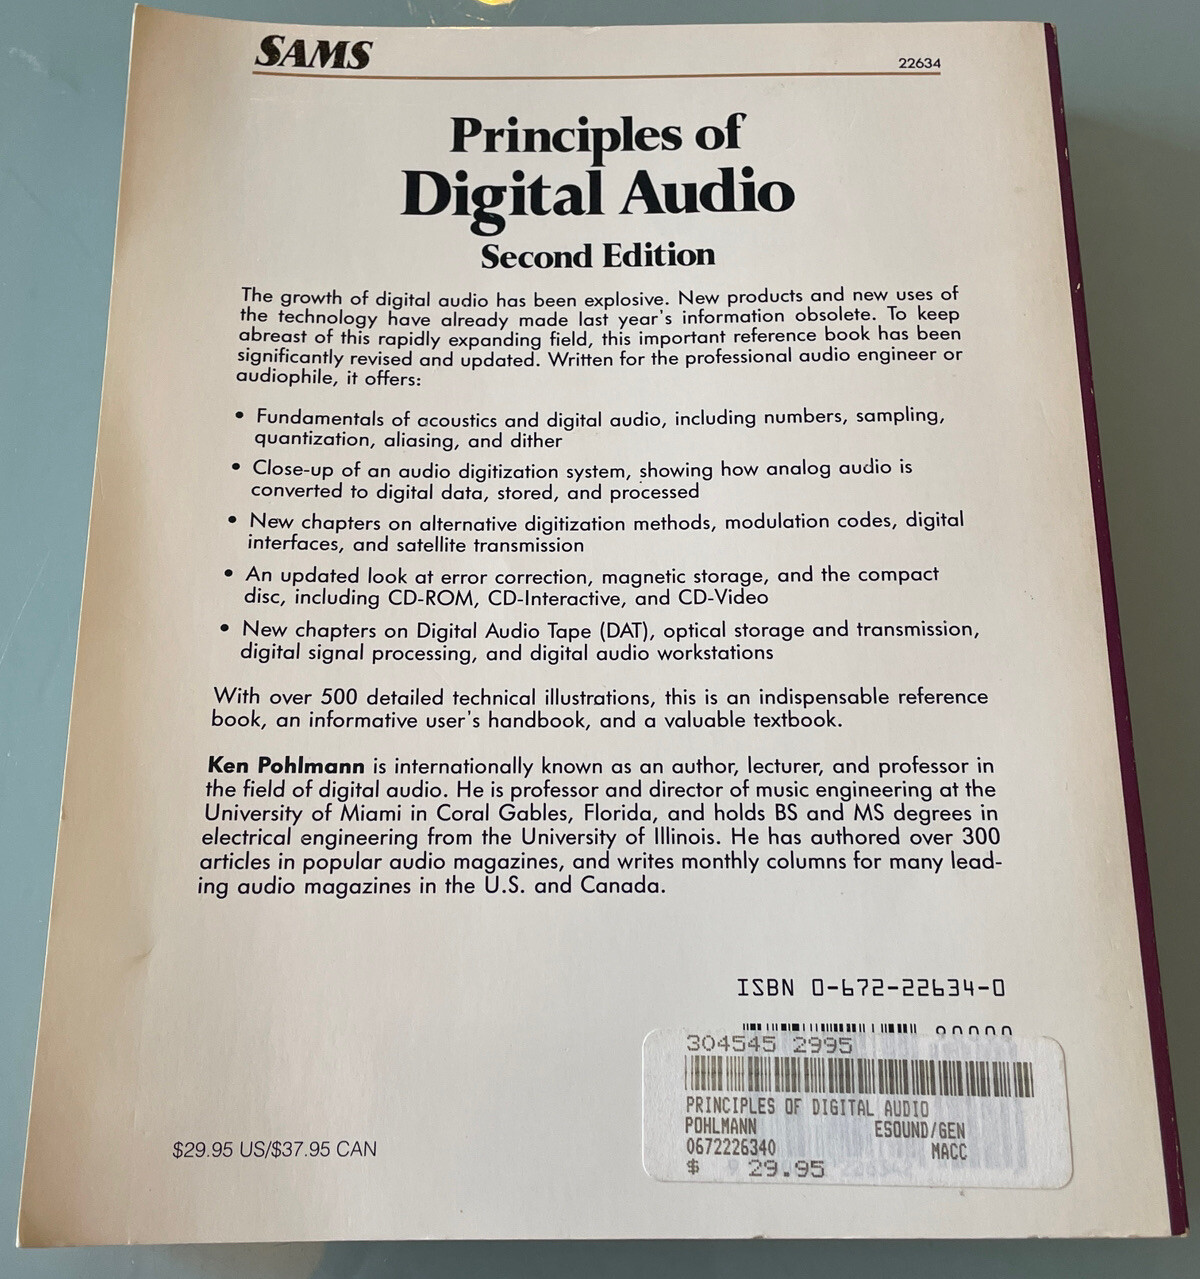 SAMS
22634
Principles of
Digital Audio
Second Edition
The growth of digital audio has been explosive. New products and new uses of
the technology have already made last year's information obsolete. To keep
abreast of this rapidly expanding field, this important reference book has been
significantly revised and updated. Written for the professional audio engineer or
audiophile, it offers:
• Fundamentals of acoustics and digital audio, including numbers, sampling,
quantization, aliasing, and dither
• Close-up of an audio digitization system, showing how analog audio is
converted to digital data, stored, and processed
• New chapters on alternative digitization methods, modulation codes, digital
interfaces, and satellite transmission
• An updated look at error correction, magnetic storage, and the compact
disc, including CD-ROM, CD-Interactive, and CD-Video
• New chapters on Digital Audio Tape (DAT), optical storage and transmission,
digital signal processing, and digital audio workstations
With over 500 detailed technical illustrations, this is an indispensable reference
book, an informative user's handbook, and a valuable textbook.
Ken Pohlmann is internationally known as an author, lecturer, and professor in
the field of digital audio. He is professor and director of music engineering at the
University of Miami in Coral Gables, Florida, and holds BS and MS degrees in
electrical engineering from the University of Illinois. He has authored over 300
articles in popular audio magazines, and writes monthly columns for many lead-
ing audio magazines in the U.S. and Canada.
ISBN 0-672-22634-0
304545 2995
PRINCIPLES OF DIGITAL AUDIO
POHLMANN ESOUND/GEN
0672226340 MACC
$ 29.95
$29.95 US/$37.95 CAN